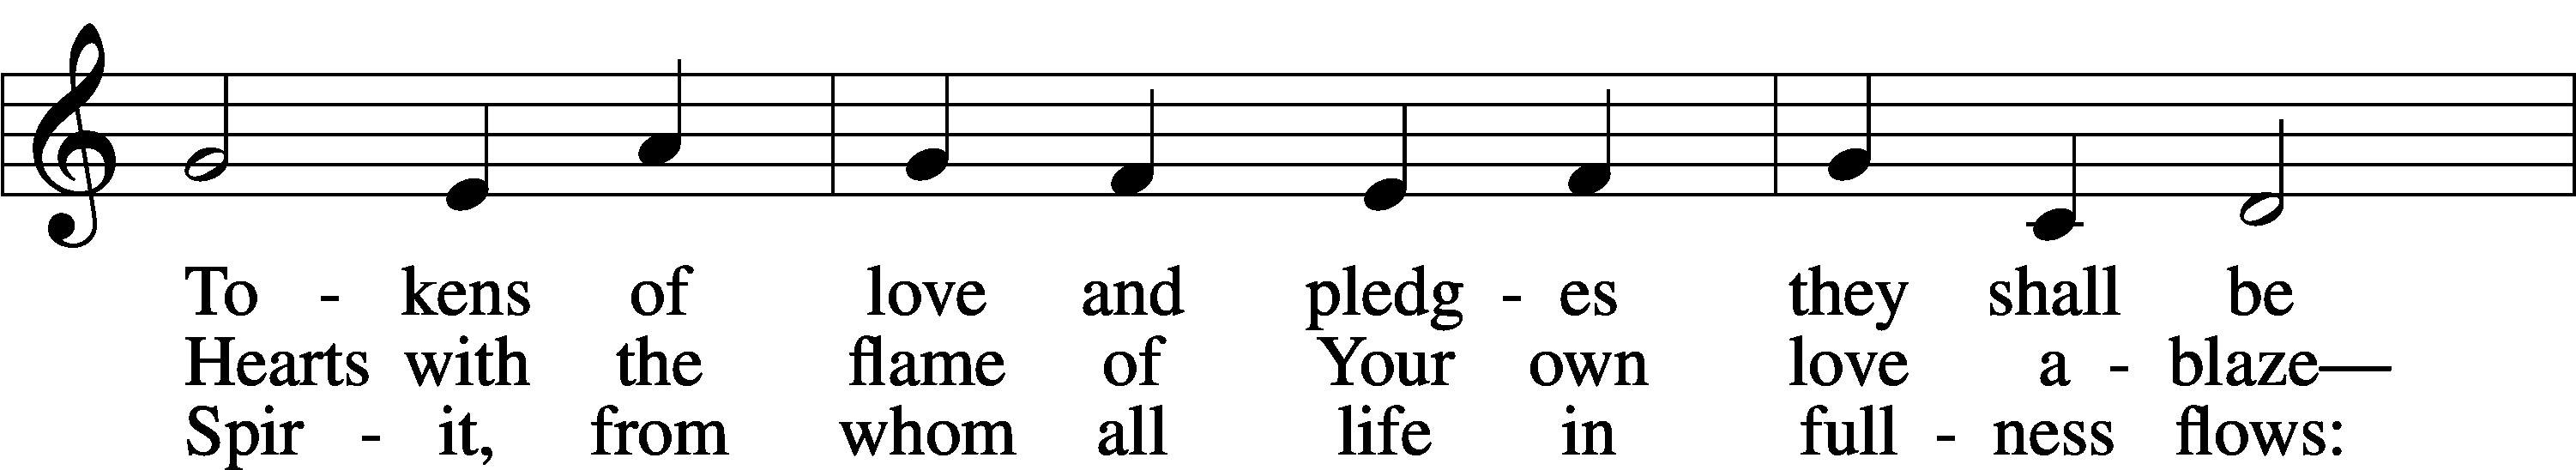 To - kens of love and pledg - es they shall be
Hearts with the flame of Your own love a - blaze—
Spir - it, from whom all life in full - ness flows: